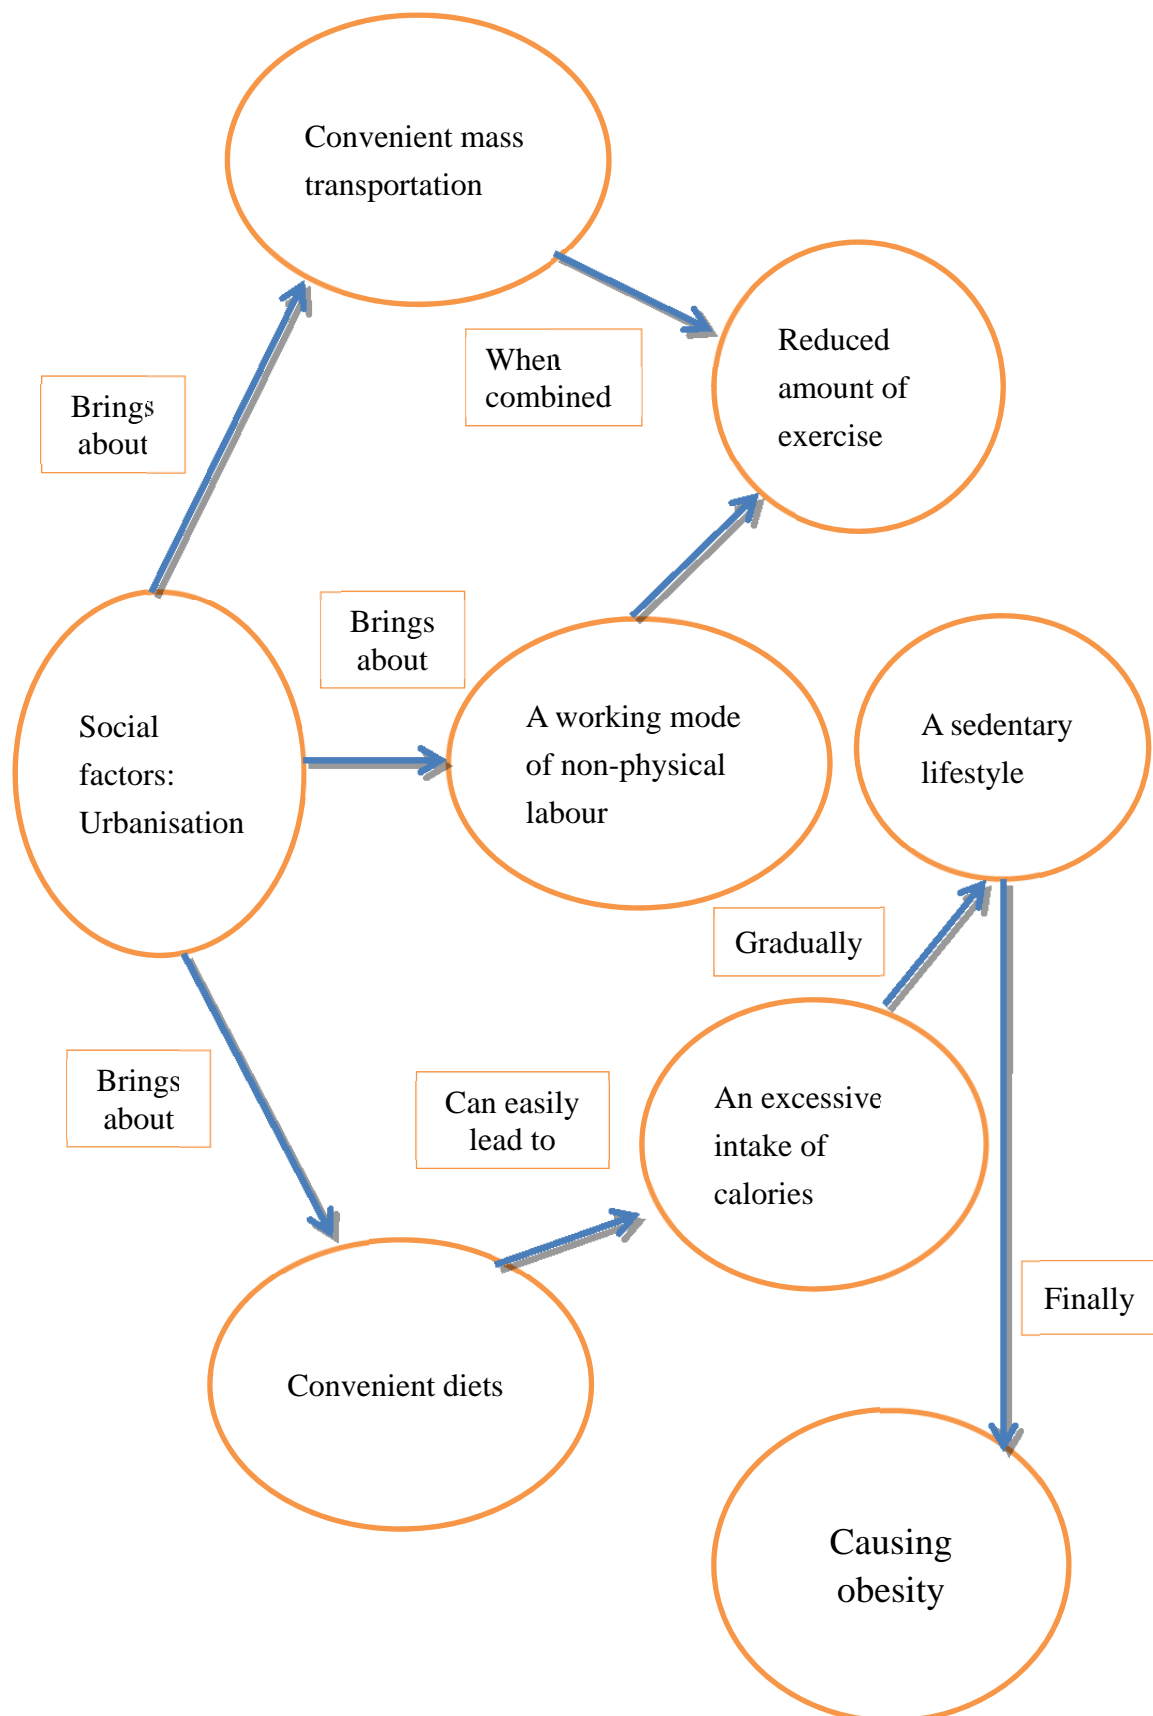 Convenient mass
transportation
When
combined
Reduced
amount of
exercise
Brings
about
Brings
about
Social
factors:
Urbanisation
A working mode
of non-physical
labour
A sedentary
lifestyle
Gradually
Brings
about
Can easily
lead to
An excessive
intake of
calories
Finally
Convenient diets
Causing
obesity